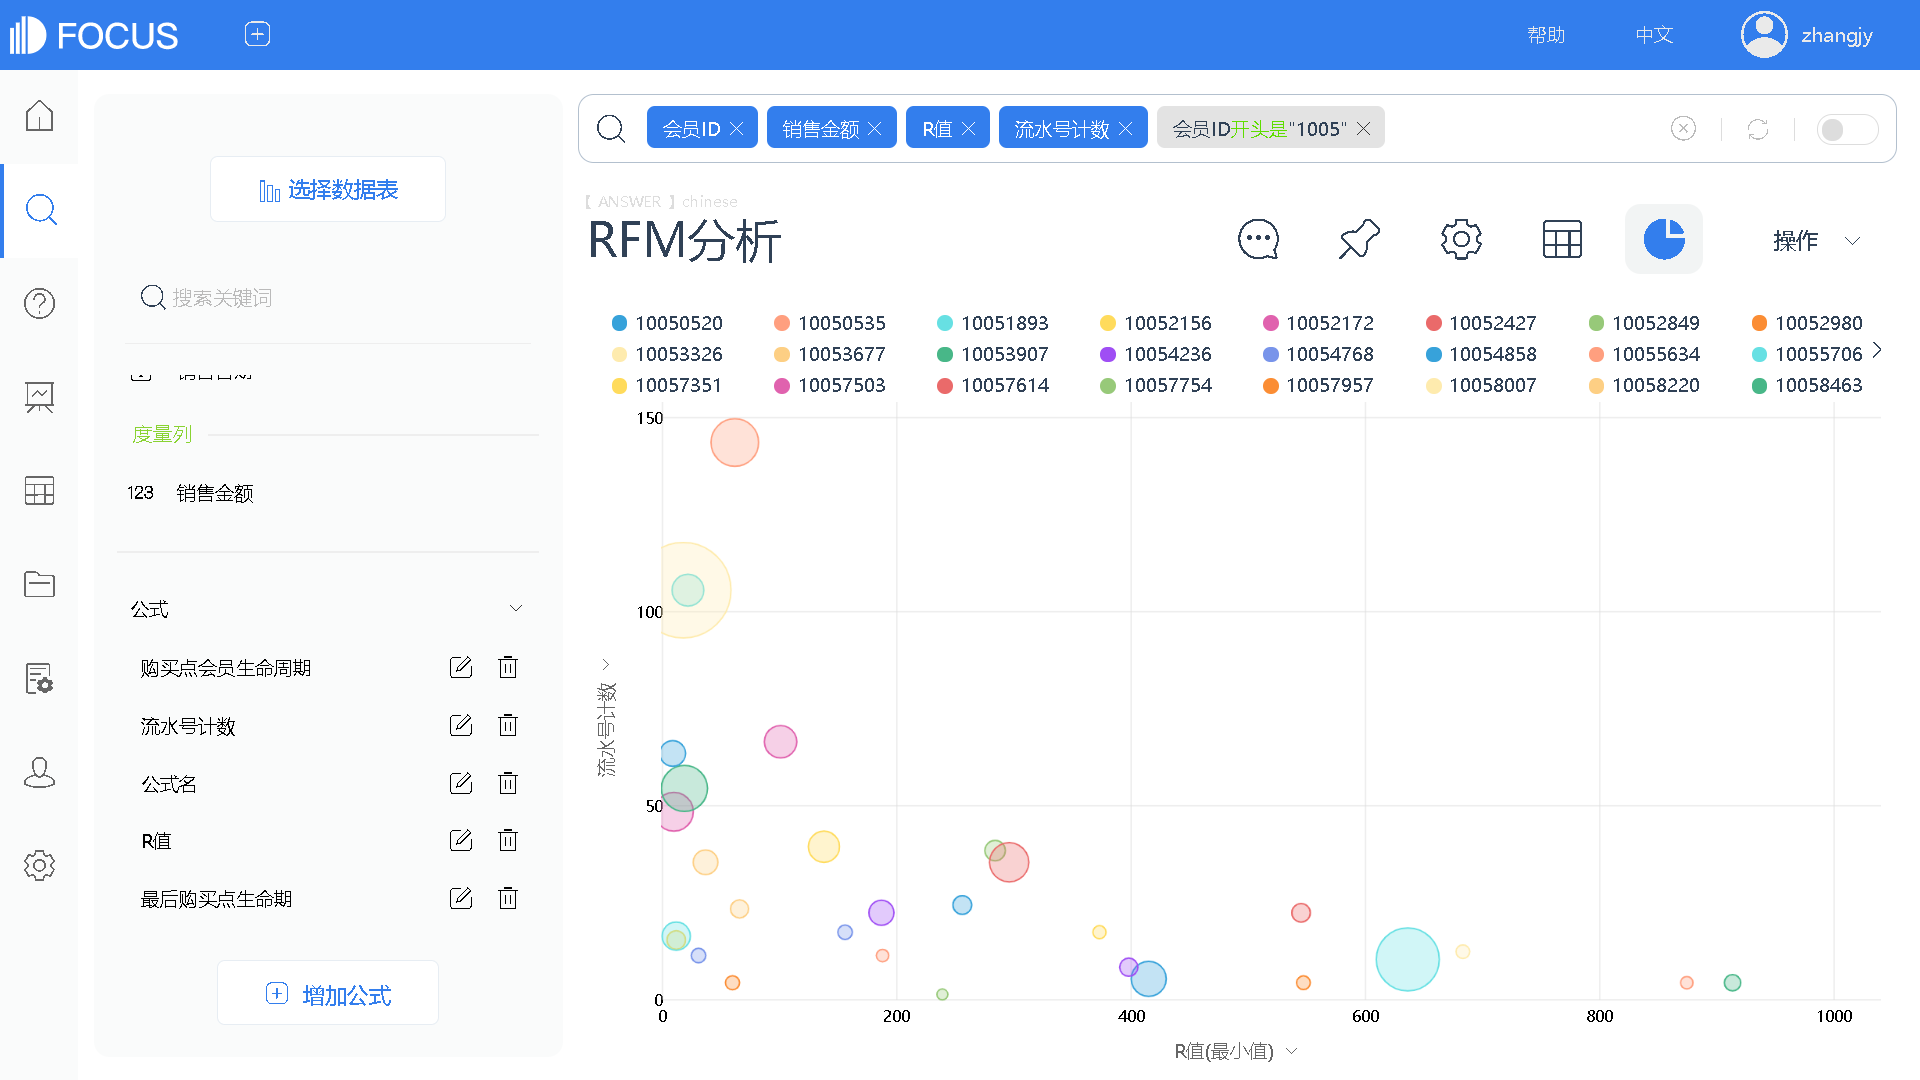 FOCUS
帮助
中文
zhangjy
选择数据表
搜索关键词
销售日期
度量列
123 销售金额
公式
购买点会员生命周期
流水号计数
公式名
R值
最后购买点生命期
增加公式
会员ID 销售金额 R值 流水号计数 会员ID开头是"1005"
【 ANSWER 】chinese
RFM分析
操作
10050520 10050535 10051893 10052156 10052172 10052427 10052849 10052980
10053326 10053677 10053907 10054236 10054768 10054858 10055634 10055706
10057351 10057503 10057614 10057754 10057957 10058007 10058220 10058463
150
100
50
0
流水号计数
0 200 400 600 800 1000
R值(最小值)